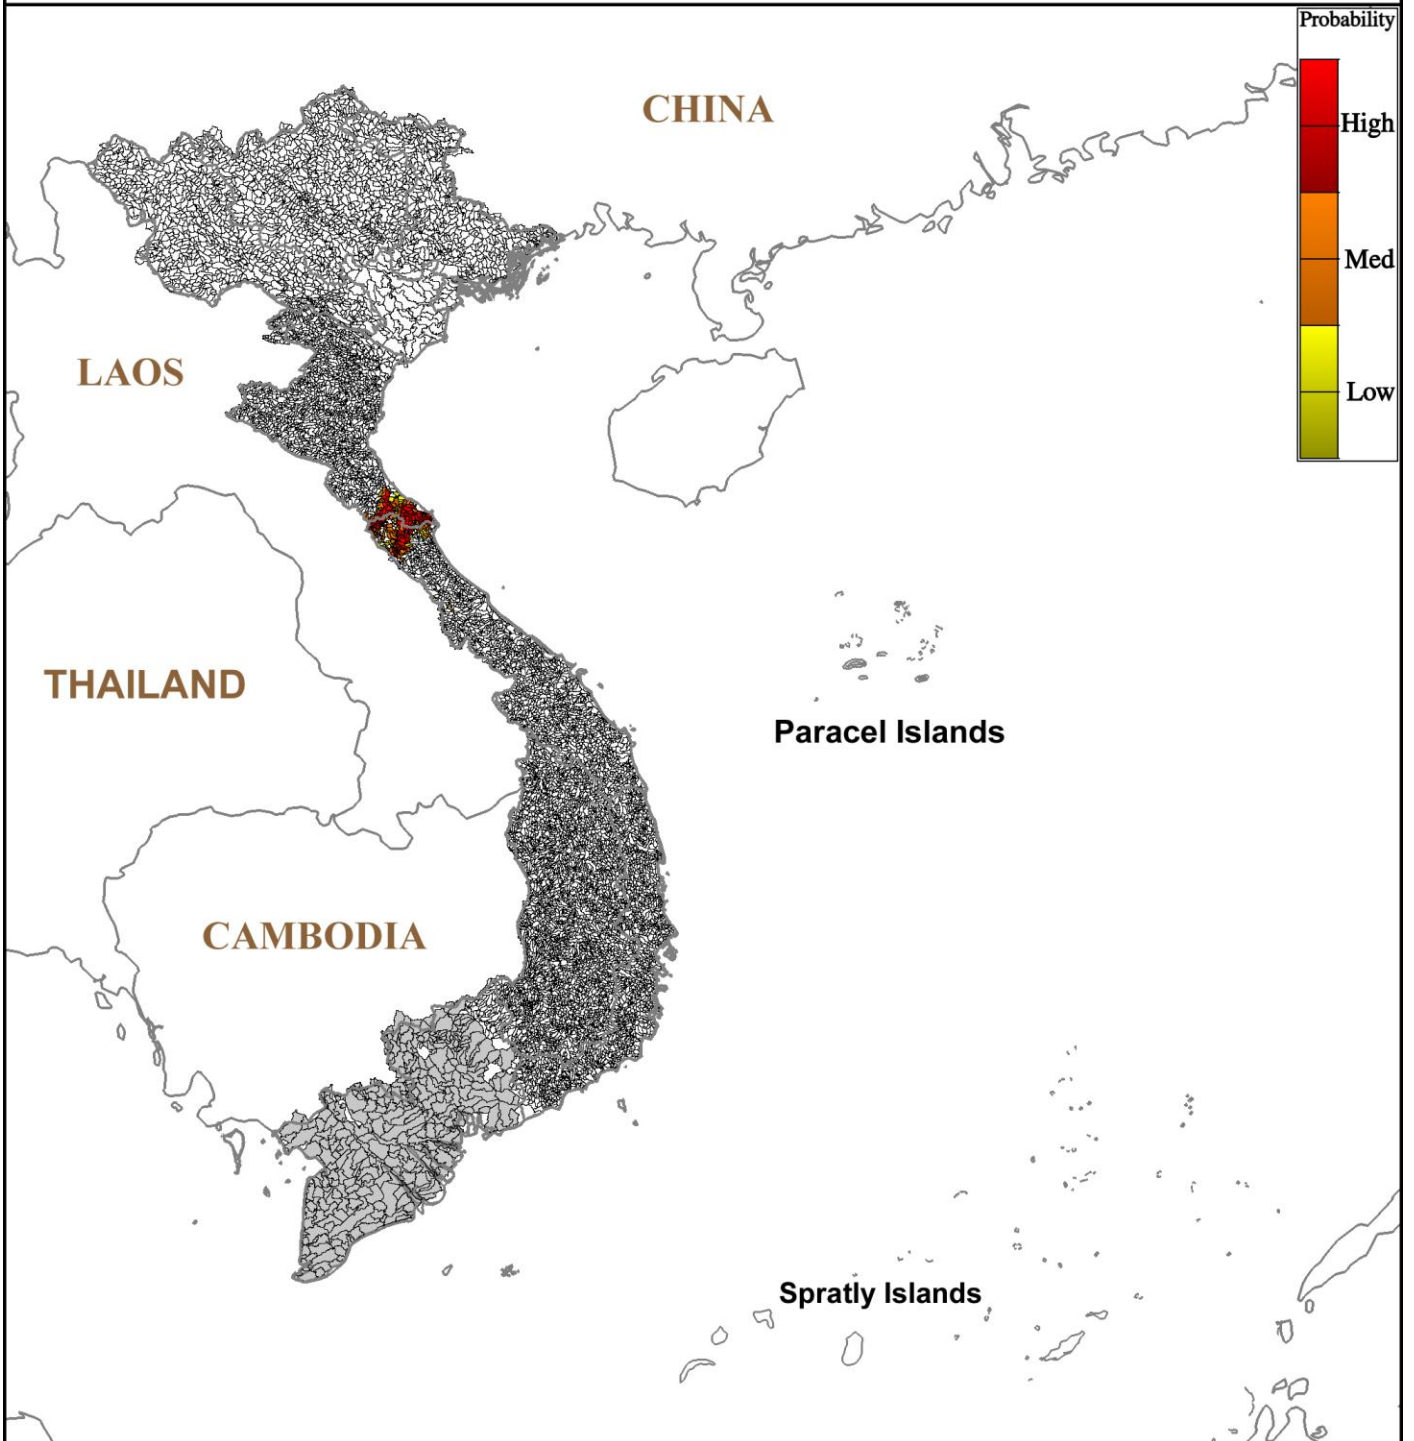 Probability
CHINA
High
Med
LAOS
Low
THAILAND
Paracel Islands
CAMBODIA
Spratly Islands